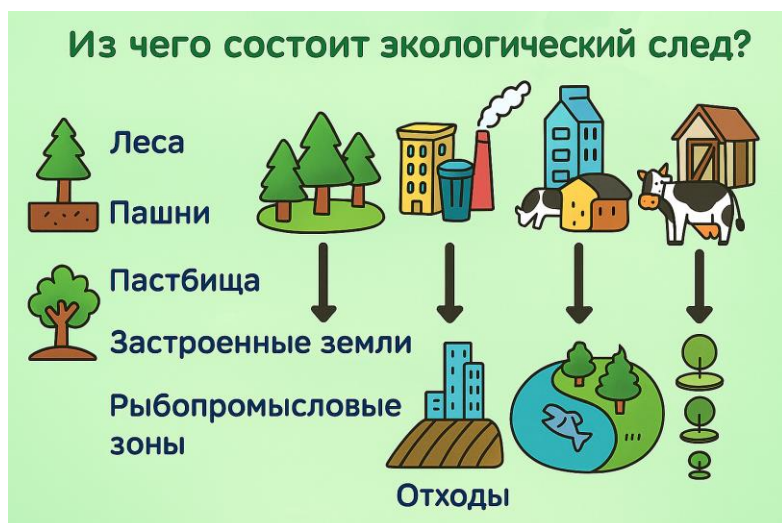 Из чего состоит экологический след?
Леса
Пашни
Пастбища
Застроенные земли
Рыбопромысловые
зоны
Отходы